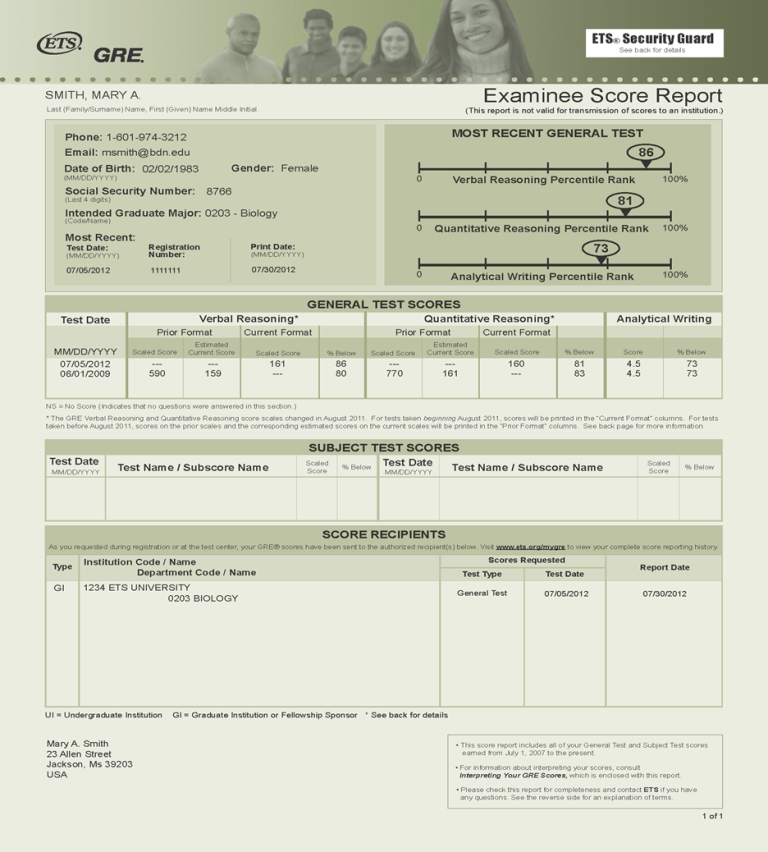 ETS® Security Guard
See back for details
ETS® GRE®
SMITH, MARY A.
Last (Family/Surname) Name, First (Given) Name Middle Initial.
Examinee Score Report
(This report is not valid for transmission of scores to an institution.)
Phone: 1-601-974-3212
Email: msmith@bdn.edu
Date of Birth: 02/02/1983 Gender: Female
(MM/DD/YYYY)
Social Security Number: 8766
(Last 4 digits)
Intended Graduate Major: 0203 - Biology
(Code/Name)
Most Recent:
Test Date: Registration Number: Print Date:
(MM/DD/YYYY) (MM/DD/YYYY)
07/05/2012 1111111 07/30/2012
MOST RECENT GENERAL TEST
86
0 Verbal Reasoning Percentile Rank 100%
81
0 Quantitative Reasoning Percentile Rank 100%
73
0 Analytical Writing Percentile Rank 100%
GENERAL TEST SCORES
Test Date Verbal Reasoning* Quantitative Reasoning* Analytical Writing
Prior Format Current Format Prior Format Current Format
MM/DD/YYYY Scaled Score Estimated Current Score Scaled Score % Below Scaled Score Estimated Current Score Scaled Score % Below Score % Below
07/05/2012 --- --- 161 86 --- --- 160 81 4.5 73
06/01/2009 590 159 --- 80 770 161 --- 83 4.5 73
NS = No Score (Indicates that no questions were answered in this section.)
* The GRE Verbal Reasoning and Quantitative Reasoning score scales changed in August 2011. For tests taken beginning August 2011, scores will be printed in the "Current Format" columns. For tests
taken before August 2011, scores on the prior scales and the corresponding estimated scores on the current scales will be printed in the "Prior Format" columns. See back page for more information.
SUBJECT TEST SCORES
Test Date MM/DD/YYYY Test Name / Subscore Name Scaled Score % Below Test Date MM/DD/YYYY Test Name / Subscore Name Scaled Score % Below
SCORE RECIPIENTS
As you requested during registration or at the test center, your GRE® scores have been sent to the authorized recipient(s) below. Visit www.ets.org/mygre to view your complete score reporting history.
Type Institution Code / Name Scores Requested Report Date
Department Code / Name Test Type Test Date
GI 1234 ETS UNIVERSITY General Test 07/05/2012 07/30/2012
0203 BIOLOGY
UI = Undergraduate Institution GI = Graduate Institution or Fellowship Sponsor * See back for details
Mary A. Smith
23 Allen Street
Jackson, Ms 39203
USA
• This score report includes all of your General Test and Subject Test scores
earned from July 1, 2007 to the present.
• For information about interpreting your scores, consult
Interpreting Your GRE Scores, which is enclosed with this report.
• Please check this report for completeness and contact ETS if you have
any questions. See the reverse side for an explanation of terms.
1 of 1